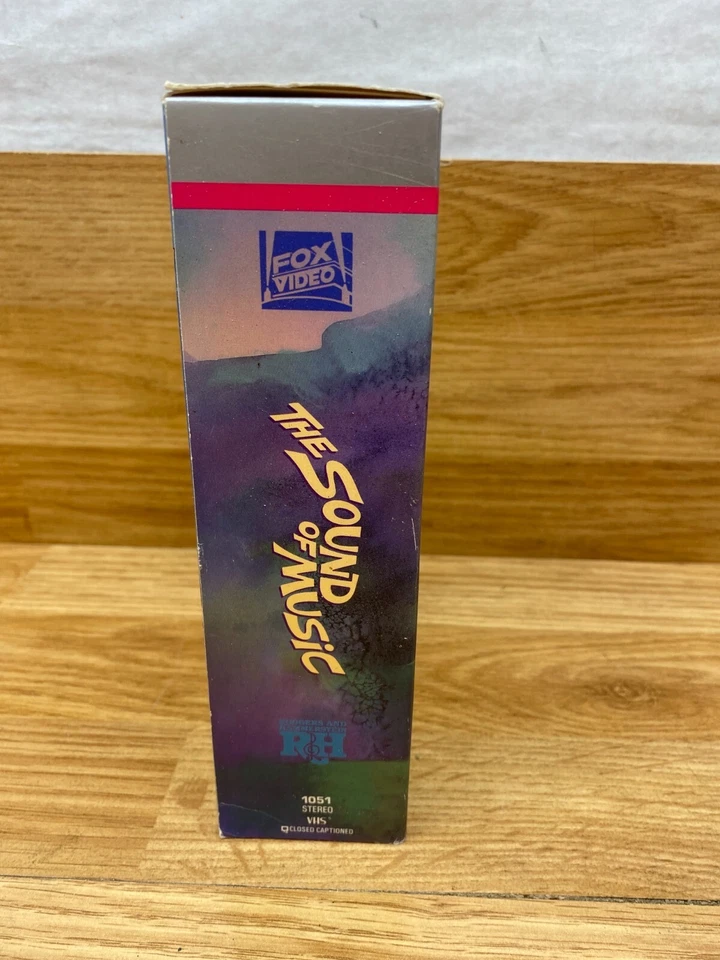 FOX
VIDEO
THE SOUND
OF MUSIC
RODGERS AND
HAMMERSTEIN
R&H
1051
STEREO
VHS
CLOSED CAPTIONED